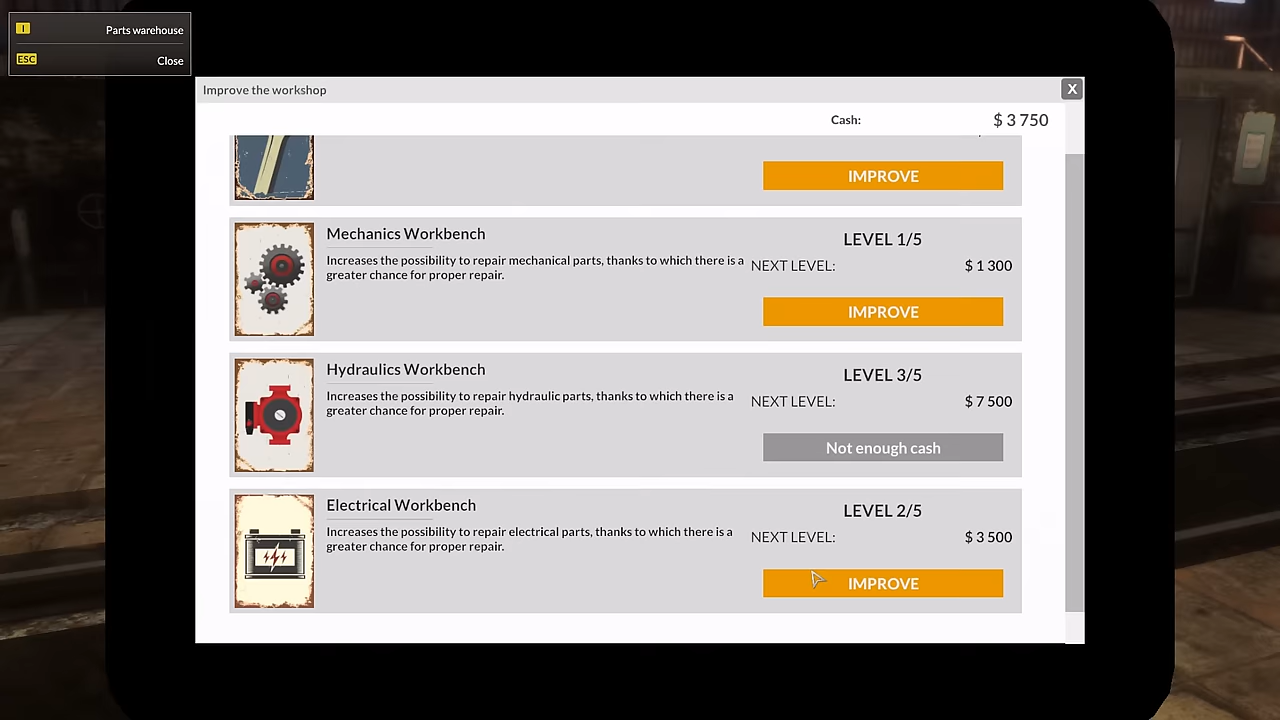 I Parts warehouse
ESC Close
Improve the workshop
X
Cash: $ 3 750
IMPROVE
Mechanics Workbench
Increases the possibility to repair mechanical parts, thanks to which there is a
greater chance for proper repair.
LEVEL 1/5
NEXT LEVEL: $ 1 300
IMPROVE
Hydraulics Workbench
Increases the possibility to repair hydraulic parts, thanks to which there is a
greater chance for proper repair.
LEVEL 3/5
NEXT LEVEL: $ 7 500
Not enough cash
Electrical Workbench
Increases the possibility to repair electrical parts, thanks to which there is a
greater chance for proper repair.
LEVEL 2/5
NEXT LEVEL: $ 3 500
IMPROVE